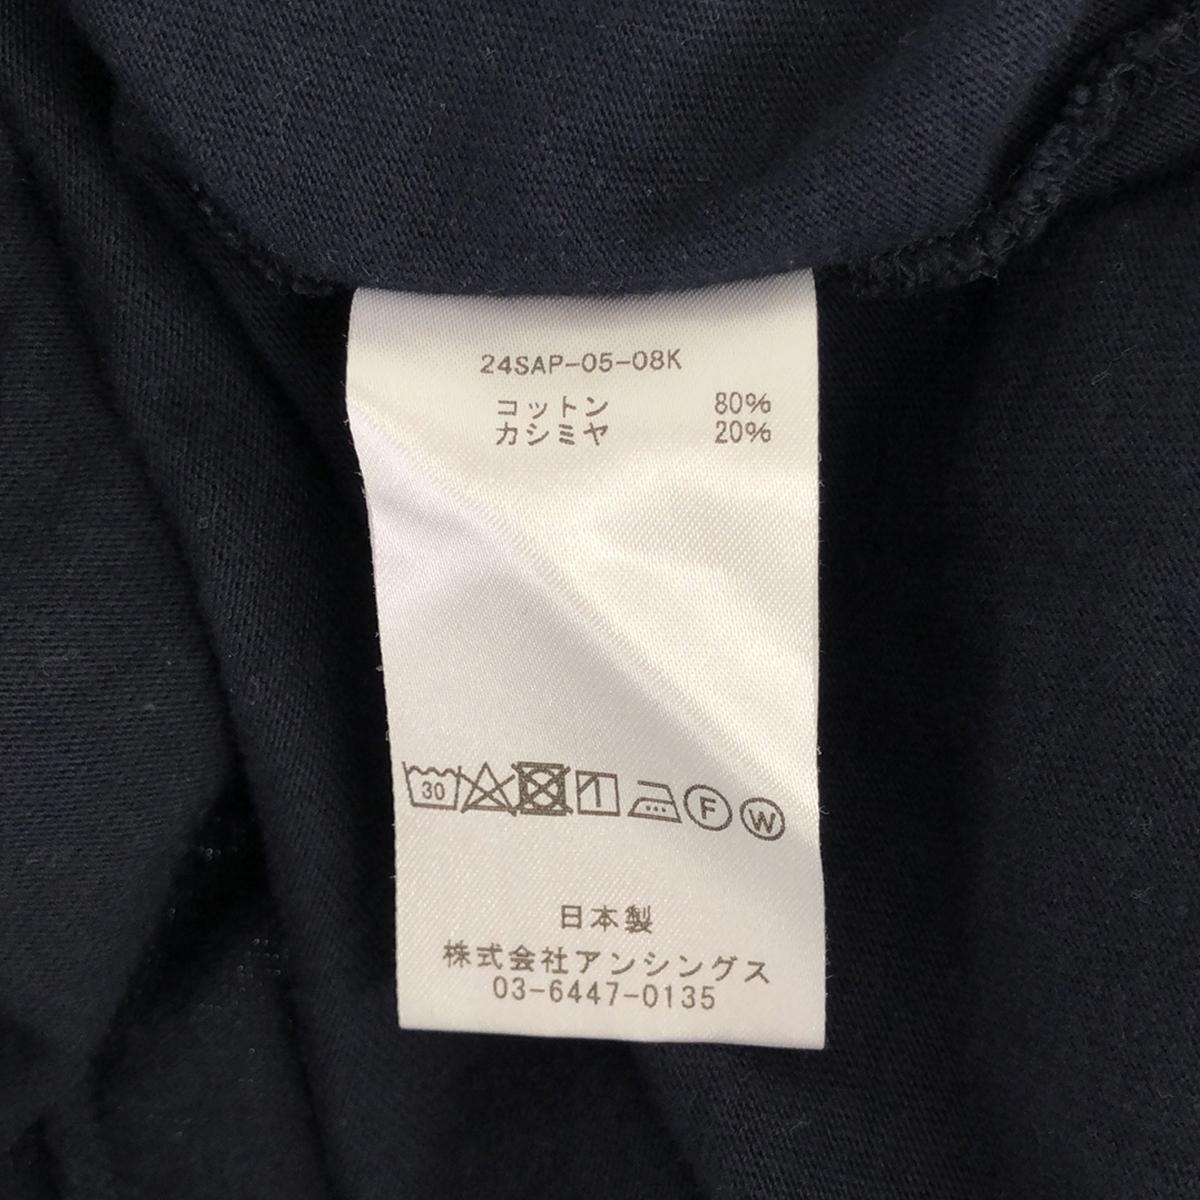 24SAP-05-08K
コットン 80%
カシミヤ 20%
30 F W
日本製
株式会社アンシングス
03-6447-0135